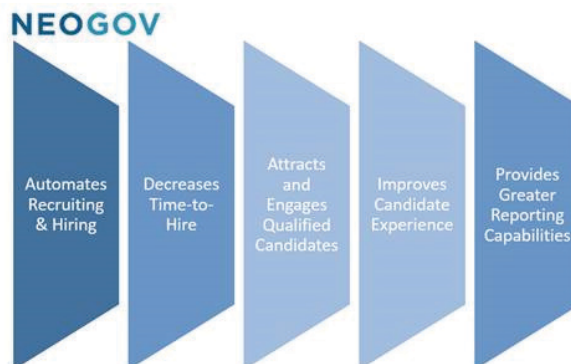 NEOGOV
Automates
Recruiting
& Hiring
Decreases
Time-to-
Hire
Attracts
and
Engages
Qualified
Candidates
Improves
Candidate
Experience
Provides
Greater
Reporting
Capabilities